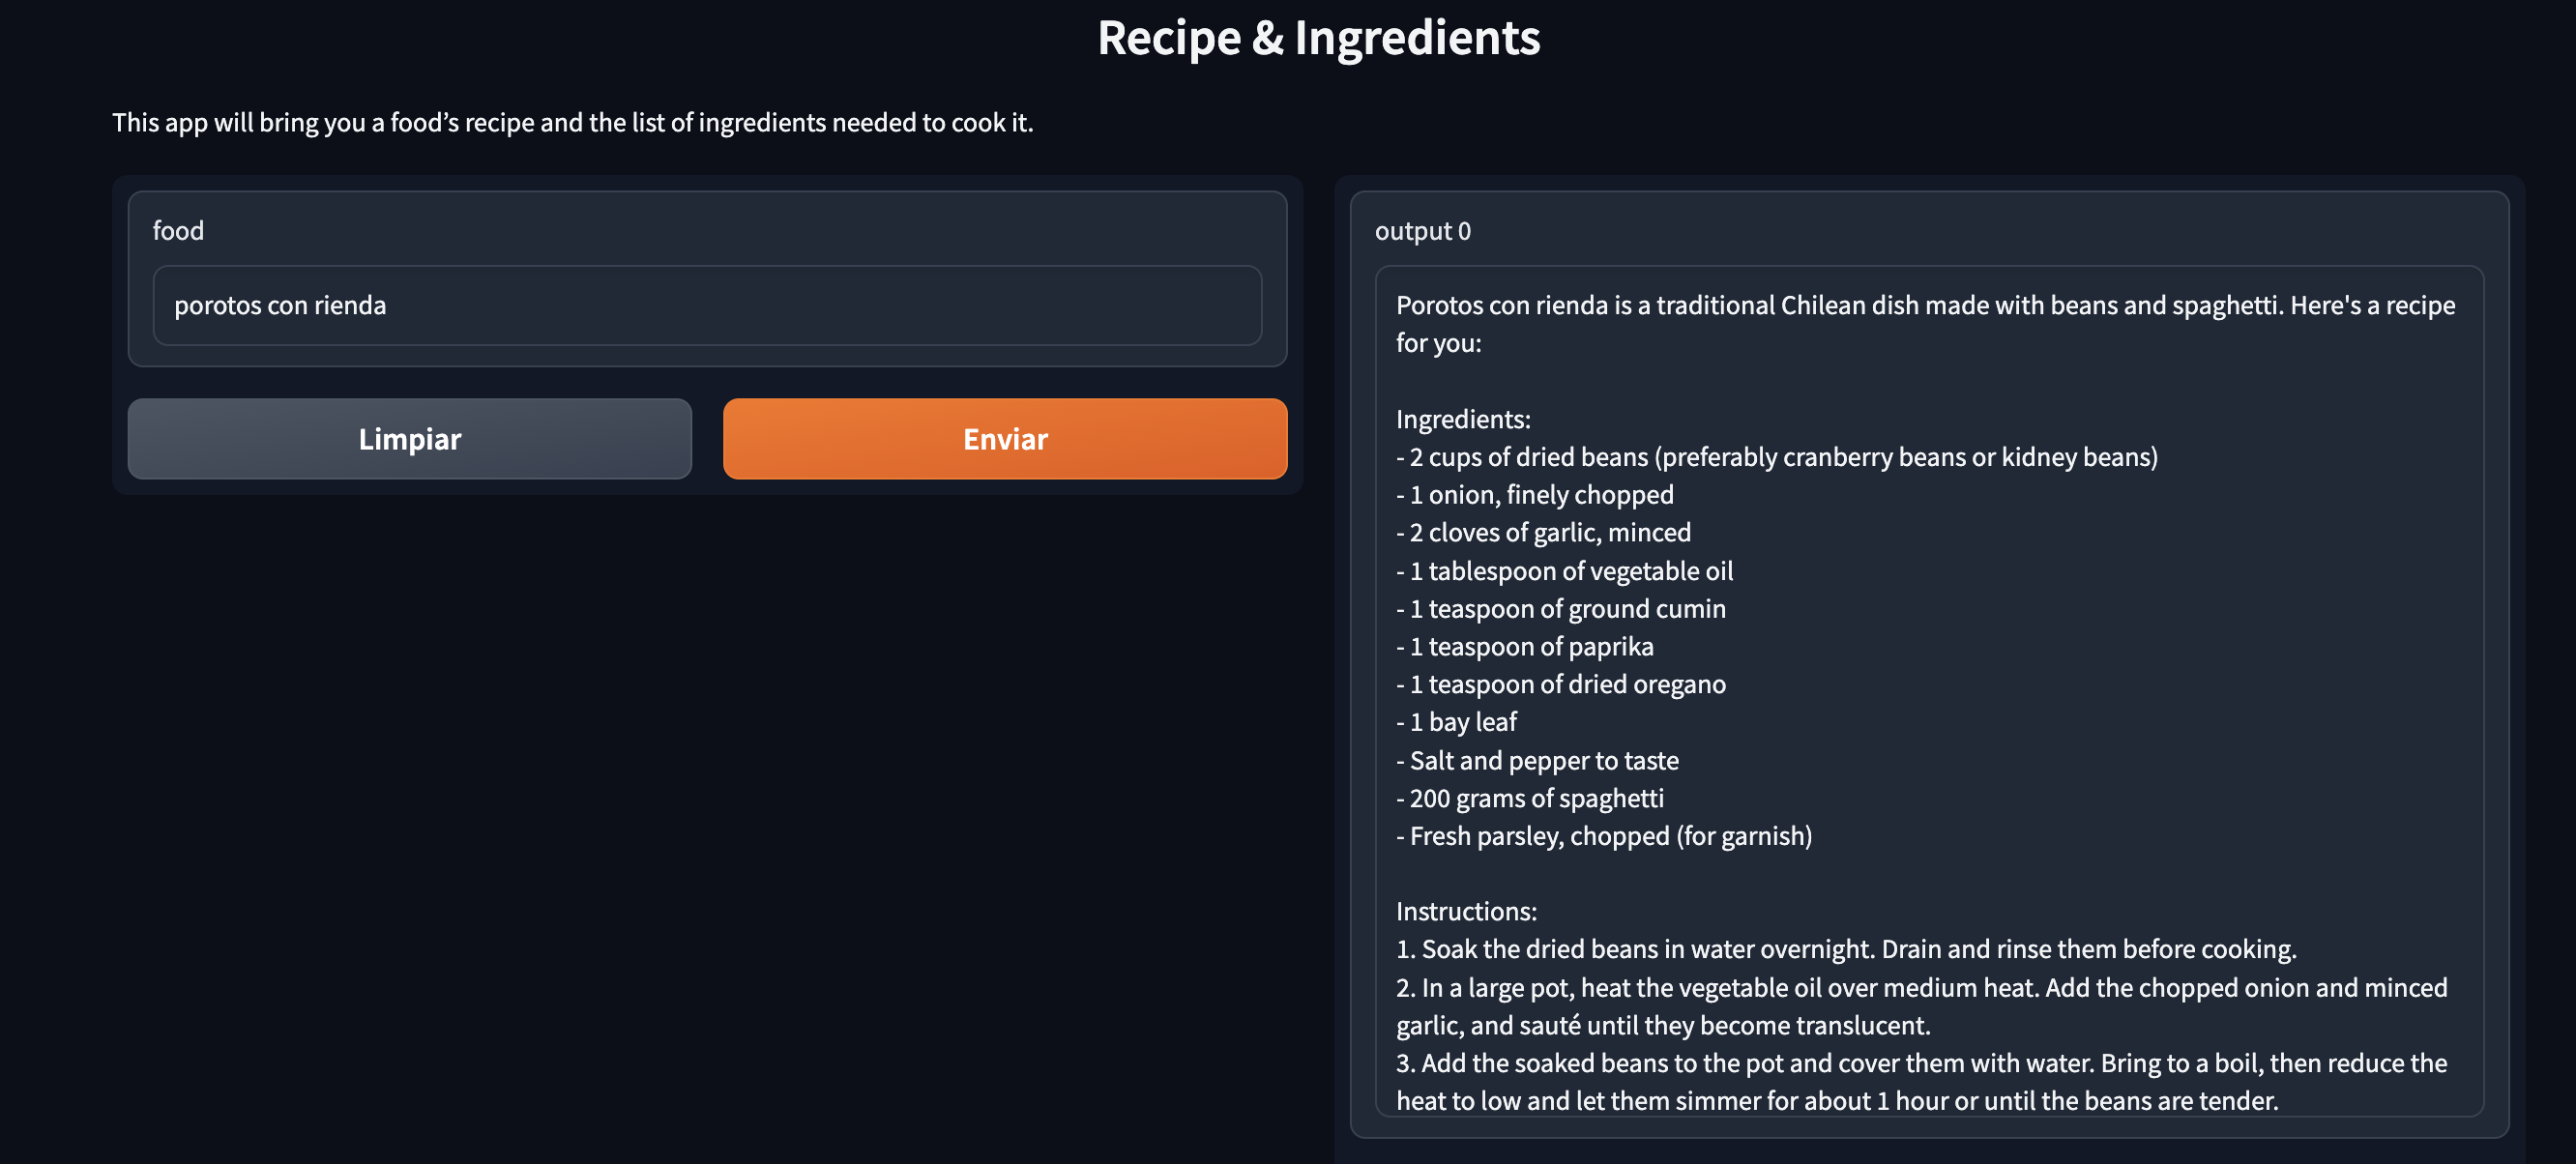 Recipe & Ingredients
This app will bring you a food’s recipe and the list of ingredients needed to cook it.
food
porotos con rienda
Limpiar
Enviar
output 0
Porotos con rienda is a traditional Chilean dish made with beans and spaghetti. Here's a recipe
for you:
Ingredients:
- 2 cups of dried beans (preferably cranberry beans or kidney beans)
- 1 onion, finely chopped
- 2 cloves of garlic, minced
- 1 tablespoon of vegetable oil
- 1 teaspoon of ground cumin
- 1 teaspoon of paprika
- 1 teaspoon of dried oregano
- 1 bay leaf
- Salt and pepper to taste
- 200 grams of spaghetti
- Fresh parsley, chopped (for garnish)
Instructions:
1. Soak the dried beans in water overnight. Drain and rinse them before cooking.
2. In a large pot, heat the vegetable oil over medium heat. Add the chopped onion and minced
garlic, and sauté until they become translucent.
3. Add the soaked beans to the pot and cover them with water. Bring to a boil, then reduce the
heat to low and let them simmer for about 1 hour or until the beans are tender.